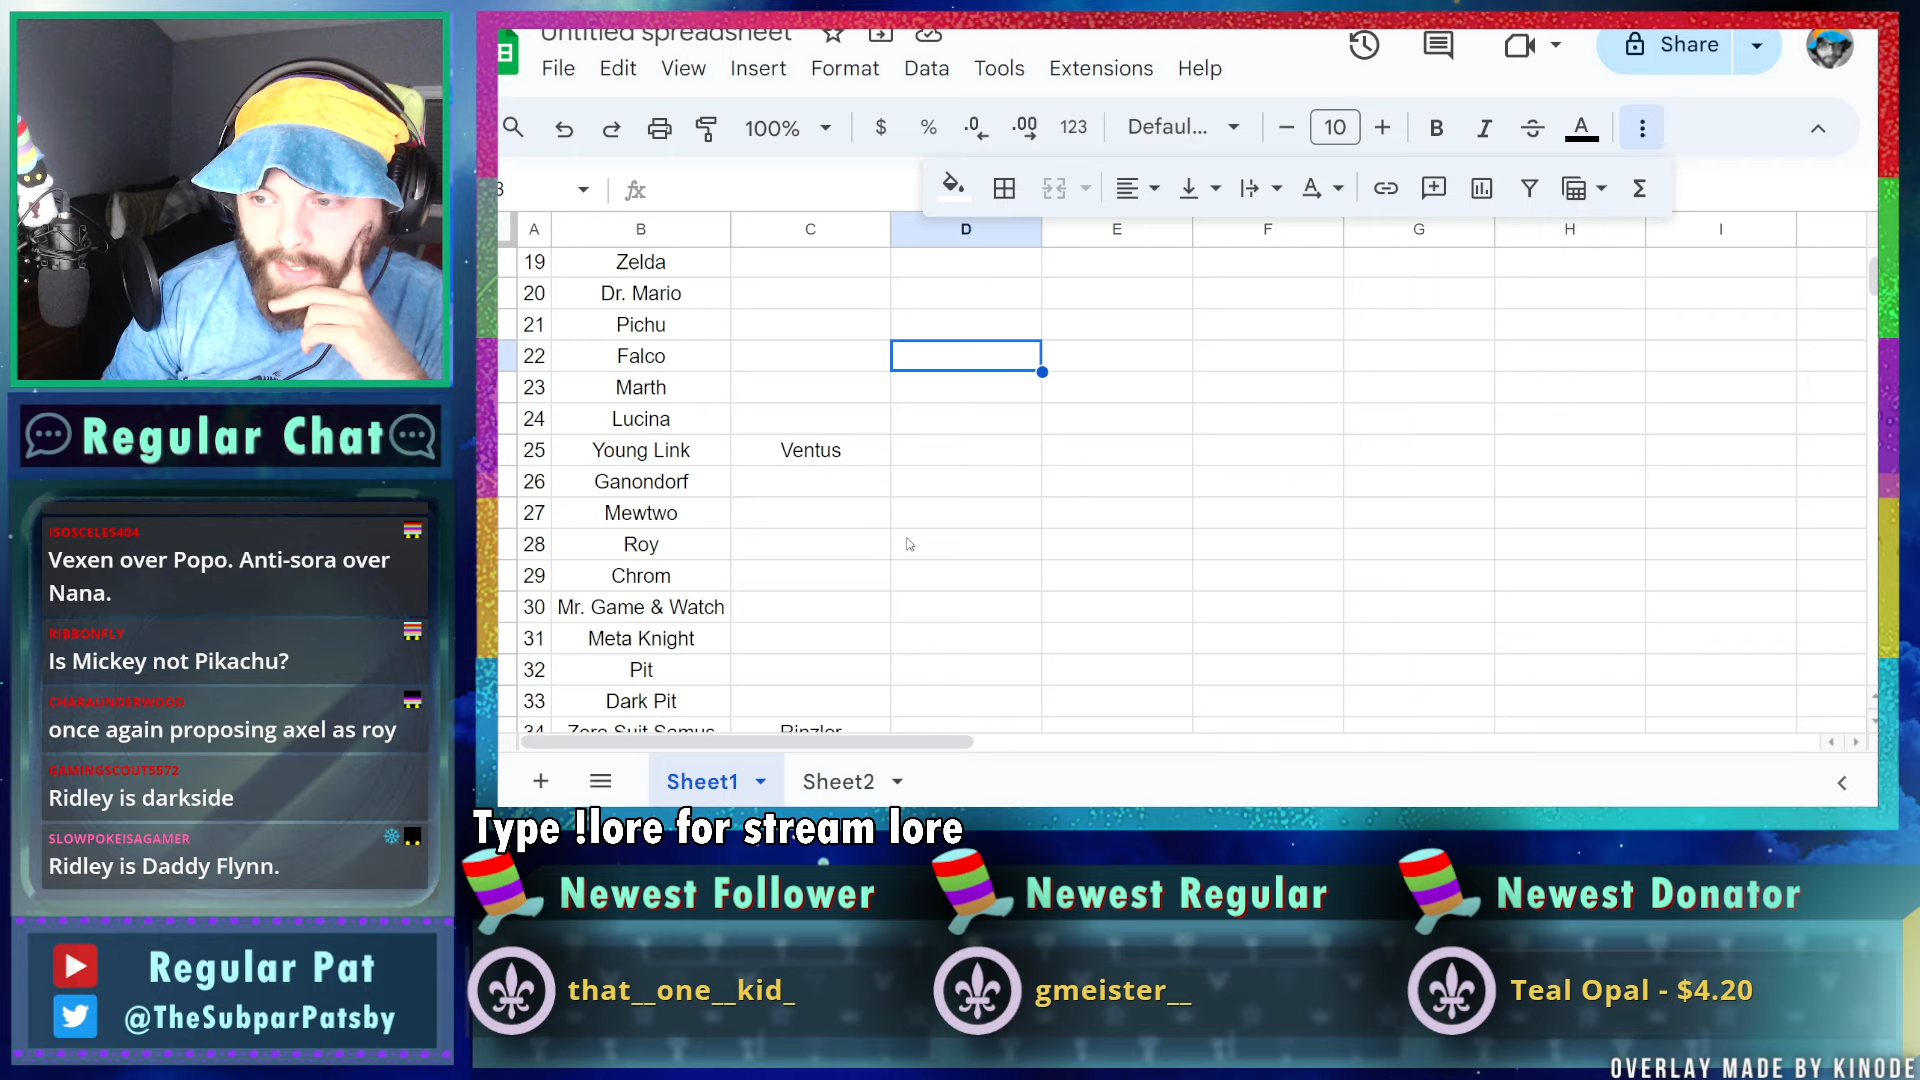 Untitled spreadsheet
Share
File Edit View Insert Format Data Tools Extensions Help
100% $ % .0 .00 123 Defaul... 10 B I S A
fx
A B C D E F G H I
19 Zelda
20 Dr. Mario
21 Pichu
22 Falco
23 Marth
24 Lucina
25 Young Link Ventus
26 Ganondorf
27 Mewtwo
28 Roy
29 Chrom
30 Mr. Game & Watch
31 Meta Knight
32 Pit
33 Dark Pit
34 Zero Suit Samus Rinzler
Sheet1 Sheet2
Regular Chat
ISOSCELES404
Vexen over Popo. Anti-sora over
Nana.
RIBBONFLY
Is Mickey not Pikachu?
CHARAUNDERWOOD
once again proposing axel as roy
GAMINGSCOUT5572
Ridley is darkside
SLOWPOKEISAGAMER
Ridley is Daddy Flynn.
Regular Pat
@TheSubparPatsby
Type !lore for stream lore
Newest Follower
that__one__kid_
Newest Regular
gmeister__
Newest Donator
Teal Opal - $4.20
OVERLAY MADE BY KINODE